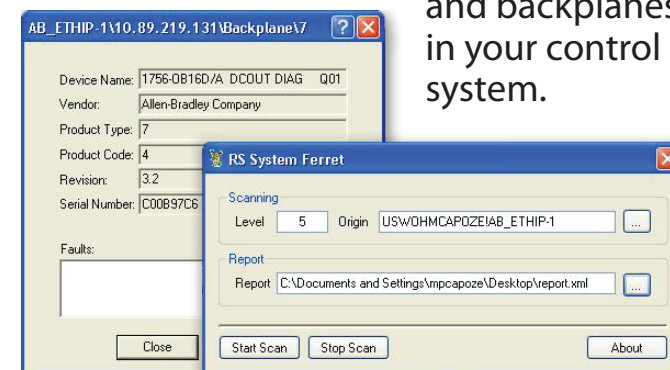 and backplanes
in your control
system.
AB_ETHIP-1\10.89.219.131\Backplane\7
Device Name: 1756-OB16D/A DCOUT DIAG Q01
Vendor: Allen-Bradley Company
Product Type: 7
Product Code: 4
Revision: 3.2
Serial Number: C00B97C6
Faults:
Close
RS System Ferret
Scanning
Level 5 Origin USWOHMCAPOZE!AB_ETHIP-1 ...
Report
Report C:\Documents and Settings\mpcapoze\Desktop\report.xml ...
Start Scan Stop Scan About